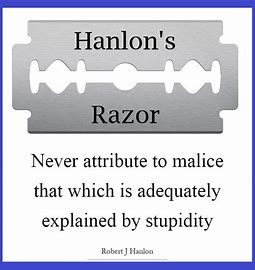 Hanlon's
Razor
Never attribute to malice
that which is adequately
explained by stupidity
Robert J Hanlon